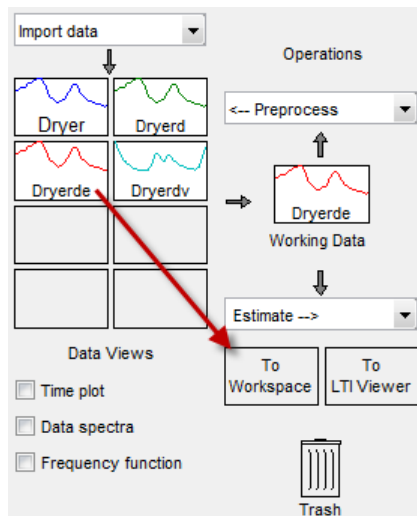 Import data
Operations
Dryer
Dryerd
<-- Preprocess
Dryerde
Dryerdv
Dryerde
Working Data
Estimate -->
Data Views
To
Workspace
To
LTI Viewer
Time plot
Data spectra
Frequency function
Trash